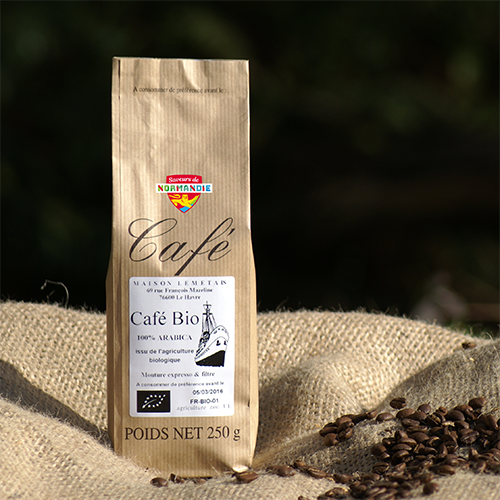 A consommer de préférence avant le
Saveurs de
NORMANDIE
Café
MAISON LEMETAIS
69 rue François Mazeline
76600 Le Havre
Café Bio
100% ARABICA
issu de l'agriculture
biologique
Mouture expresso & filtre
A consommer de préférence avant le
05/03/2016
FR-BIO-01
agriculture
POIDS NET 250 g